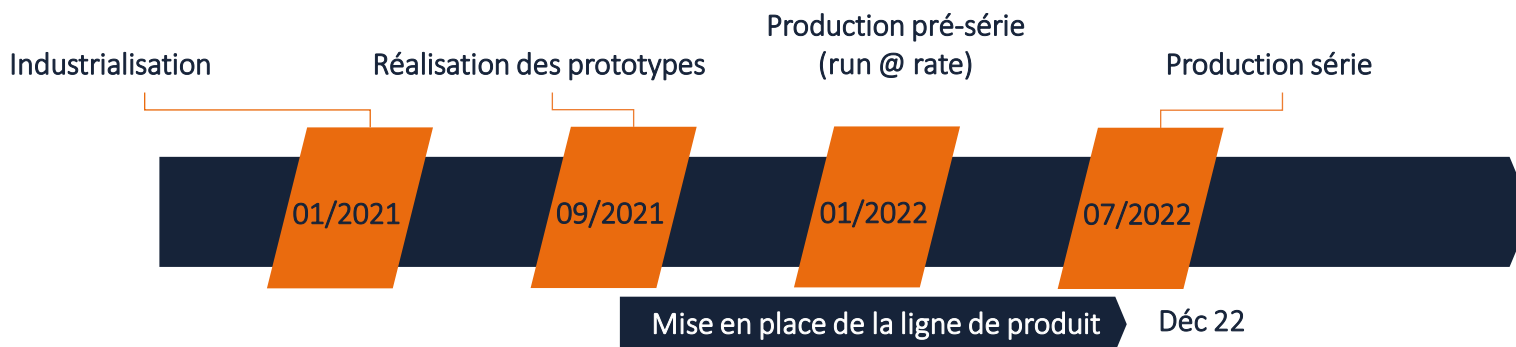 Production pré-série
(run @ rate)
Industrialisation
Réalisation des prototypes
Production série
01/2021
09/2021
01/2022
07/2022
Mise en place de la ligne de produit
Déc 22